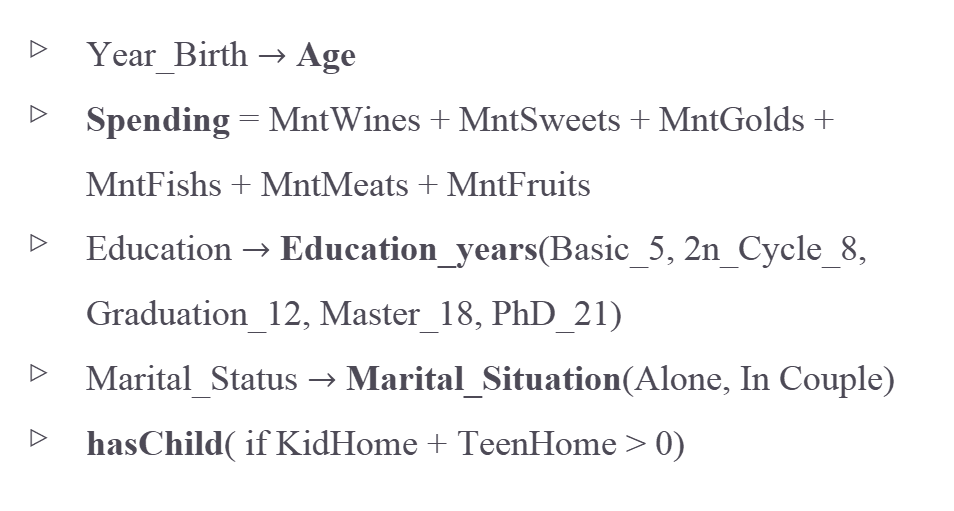 ▷ Year_Birth → Age
▷ Spending = MntWines + MntSweets + MntGolds +
MntFishs + MntMeats + MntFruits
▷ Education → Education_years(Basic_5, 2n_Cycle_8,
Graduation_12, Master_18, PhD_21)
▷ Marital_Status → Marital_Situation(Alone, In Couple)
▷ hasChild( if KidHome + TeenHome > 0)